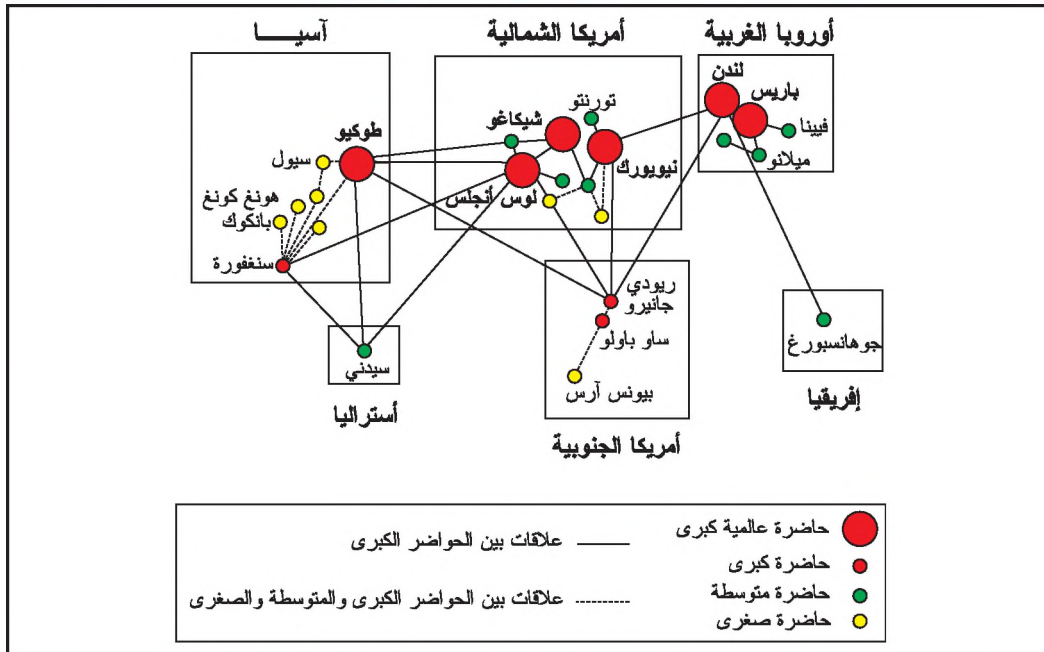 أوروبا الغربية
أمريكا الشمالية
آسيـــــا
لندن
باريس
فيينا
ميلانو
تورنتو
شيكاغو
نيويورك
لوس أنجلس
طوكيو
سيول
هونغ كونغ
بانكوك
سنغفورة
ريودي
جانيرو
ساو باولو
بيونس آرس
جوهانسبورغ
سيدني
إفريقيا
أستراليا
أمريكا الجنوبية
حاضرة عالمية كبرى
حاضرة كبرى
حاضرة متوسطة
حاضرة صغرى
علاقات بين الحواضر الكبرى
علاقات بين الحواضر الكبرى والمتوسطة والصغرى